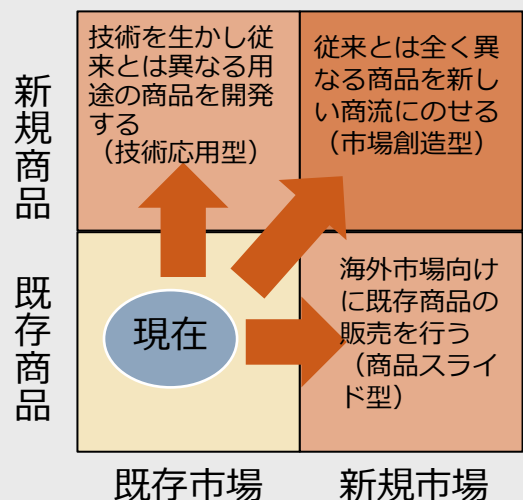 新規商品
技術を生かし従
来とは異なる用
途の商品を開発
する
（技術応用型）
従来とは全く異
なる商品を新し
い商流にのせる
（市場創造型）
既存商品
現在
海外市場向け
に既存商品の
販売を行う
（商品スライ
ド型）
既存市場
新規市場